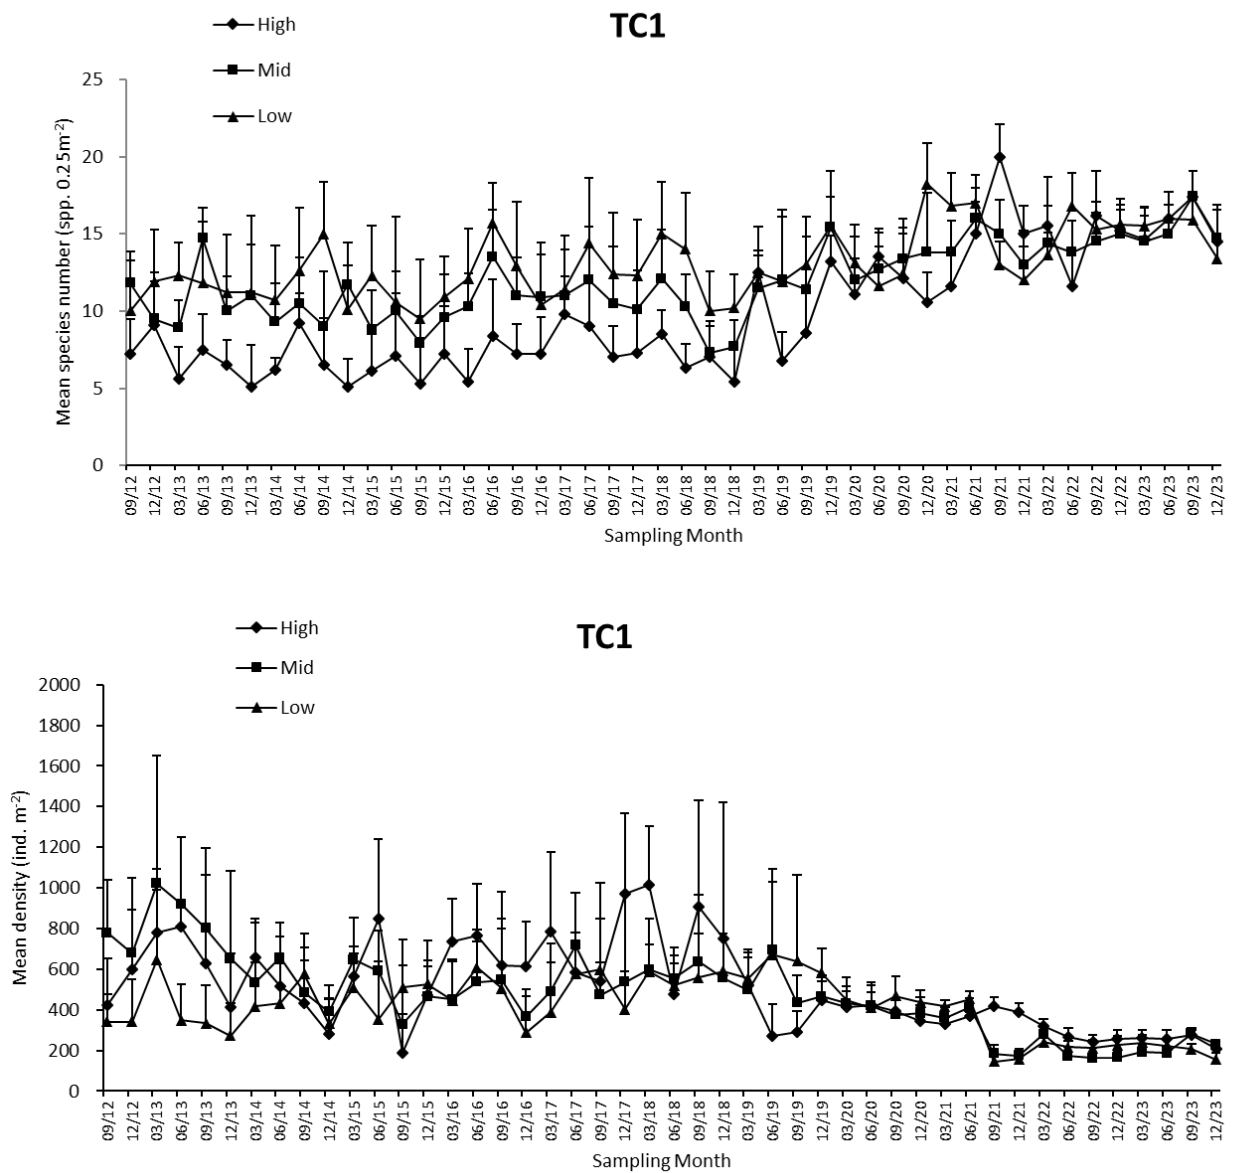 TC1
High
Mid
Low
Mean species number (spp. 0.25m⁻²)
25
20
15
10
5
0
09/12 12/12 03/13 06/13 09/13 12/13 03/14 06/14 09/14 12/14 03/15 06/15 09/15 12/15 03/16 06/16 09/16 12/16 03/17 06/17 09/17 12/17 03/18 06/18 09/18 12/18 03/19 06/19 09/19 12/19 03/20 06/20 09/20 12/20 03/21 06/21 09/21 12/21 03/22 06/22 09/22 12/22 03/23 06/23 09/23 12/23
Sampling Month
TC1
High
Mid
Low
Mean density (ind. m⁻²)
2000
1800
1600
1400
1200
1000
800
600
400
200
0
09/12 12/12 03/13 06/13 09/13 12/13 03/14 06/14 09/14 12/14 03/15 06/15 09/15 12/15 03/16 06/16 09/16 12/16 03/17 06/17 09/17 12/17 03/18 06/18 09/18 12/18 03/19 06/19 09/19 12/19 03/20 06/20 09/20 12/20 03/21 06/21 09/21 12/21 03/22 06/22 09/22 12/22 03/23 06/23 09/23 12/23
Sampling Month